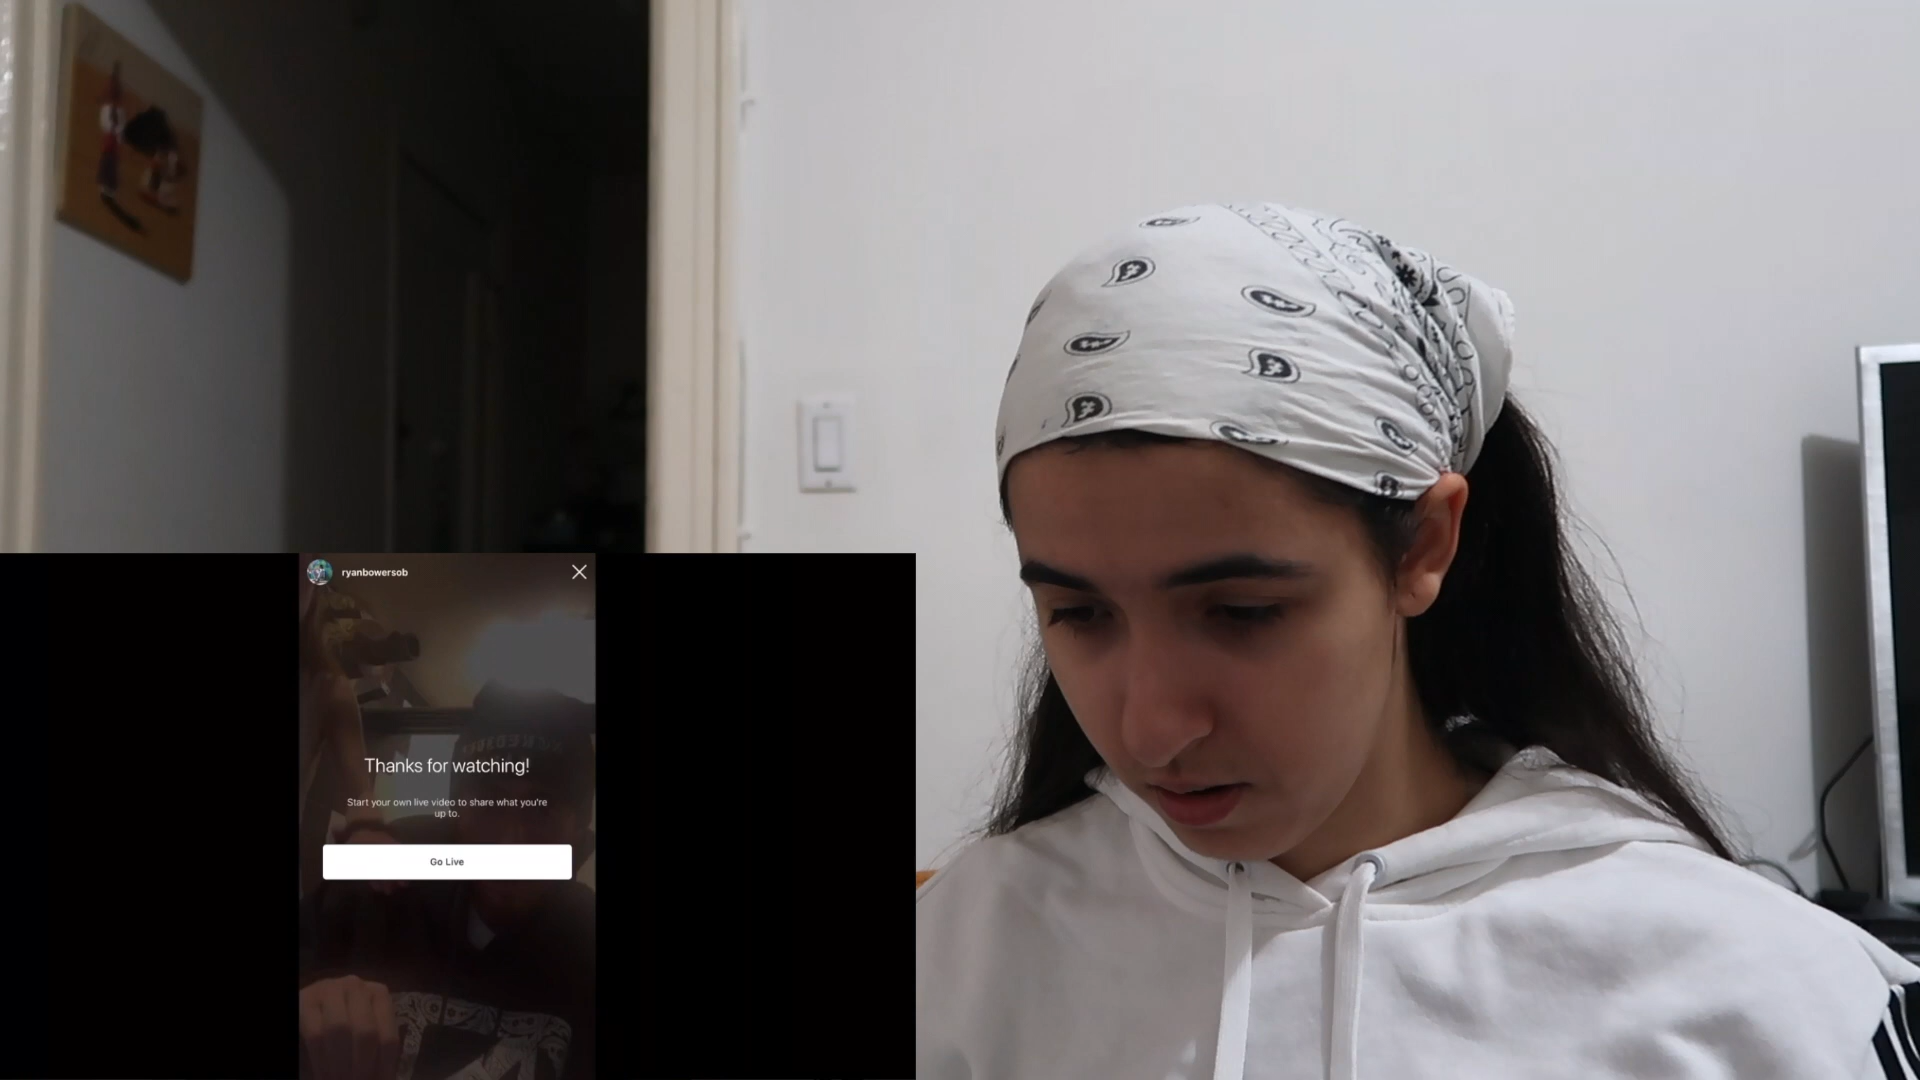 ryanbowersob
Thanks for watching!
Start your own live video to share what you're
up to.
Go Live